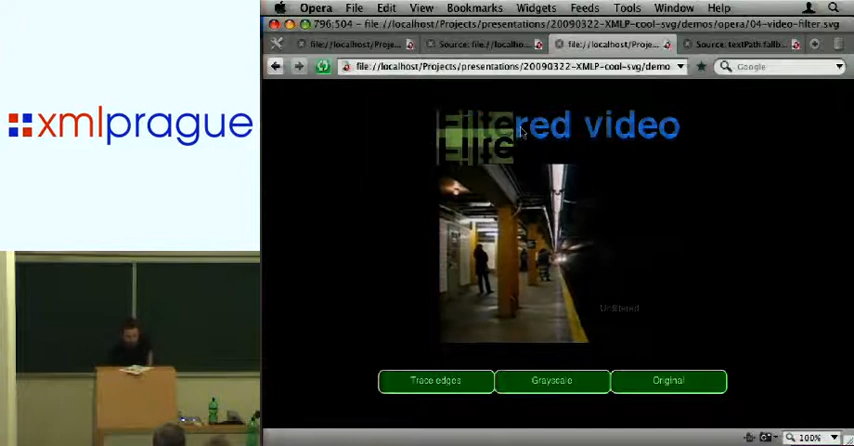 Opera File Edit View Bookmarks Widgets Feeds Tools Window Help
796:504 – file://localhost/Projects/presentations/20090322-XMLP-cool-svg/demos/opera/04-video-filter.svg
file://localhost/Proje... Source: file://localho... file://localhost/Proje... Source: textPath fallb...
file://localhost/Projects/presentations/20090322-XMLP-cool-svg/demo
Google
xmlprague
Filtered video
Unfiltered
Trace edges Grayscale Original
100%